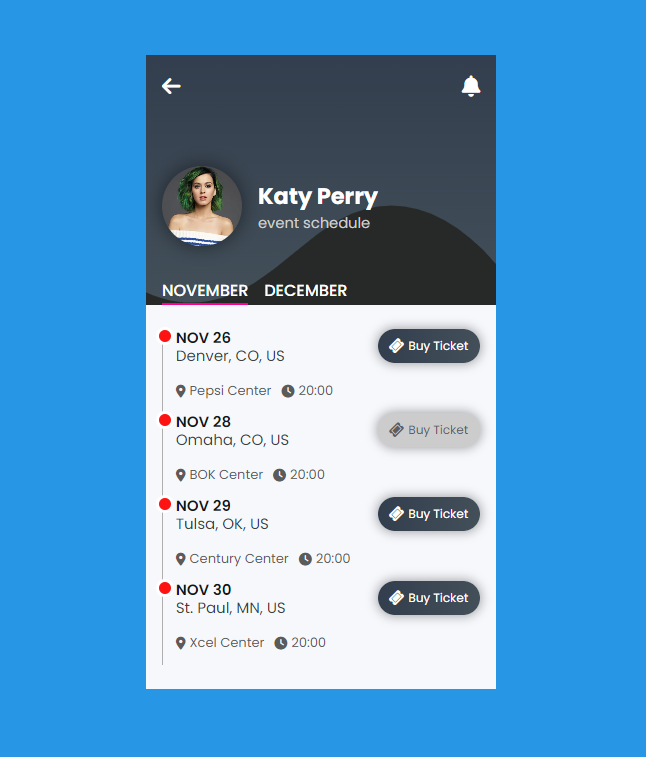 Katy Perry
event schedule
NOVEMBER DECEMBER
NOV 26
Denver, CO, US
Buy Ticket
Pepsi Center 20:00
NOV 28
Omaha, CO, US
Buy Ticket
BOK Center 20:00
NOV 29
Tulsa, OK, US
Buy Ticket
Century Center 20:00
NOV 30
St. Paul, MN, US
Buy Ticket
Xcel Center 20:00